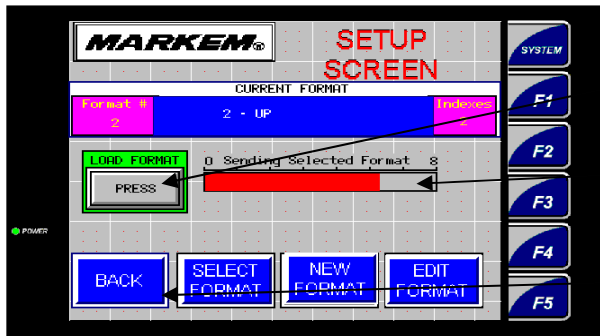 MARKEM®
SETUP
SCREEN
SYSTEM
CURRENT FORMAT
Format #
2
2 - UP
Indexes
2
F1
LOAD FORMAT
PRESS
0 Sending Selected Format 8
F2
F3
POWER
BACK
SELECT
FORMAT
NEW
FORMAT
EDIT
FORMAT
F4
F5